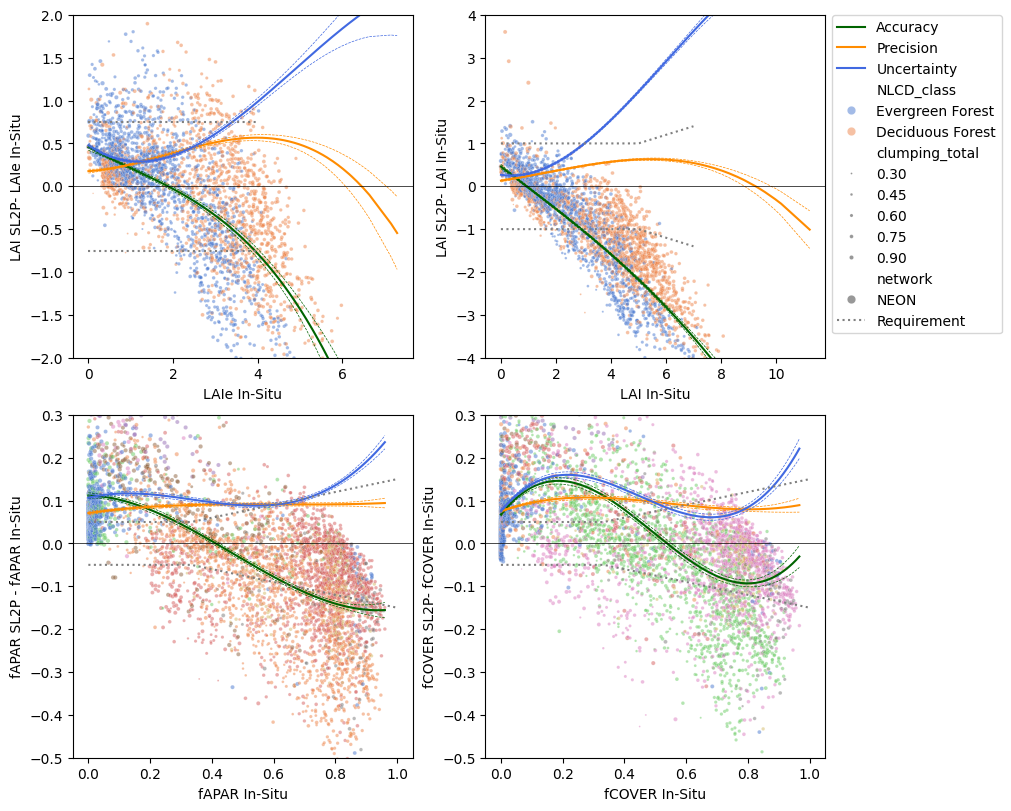 2.0
1.5
1.0
0.5
0.0
−0.5
−1.0
−1.5
−2.0
LAI SL2P- LAIe In-Situ
0 2 4 6
LAIe In-Situ
4
3
2
1
0
−1
−2
−3
−4
LAI SL2P- LAI In-Situ
0 2 4 6 8 10
LAI In-Situ
Accuracy
Precision
Uncertainty
NLCD_class
Evergreen Forest
Deciduous Forest
clumping_total
0.30
0.45
0.60
0.75
0.90
network
NEON
Requirement
0.3
0.2
0.1
0.0
−0.1
−0.2
−0.3
−0.4
−0.5
fAPAR SL2P - fAPAR In-Situ
0.0 0.2 0.4 0.6 0.8 1.0
fAPAR In-Situ
0.3
0.2
0.1
0.0
−0.1
−0.2
−0.3
−0.4
−0.5
fCOVER SL2P- fCOVER In-Situ
0.0 0.2 0.4 0.6 0.8 1.0
fCOVER In-Situ